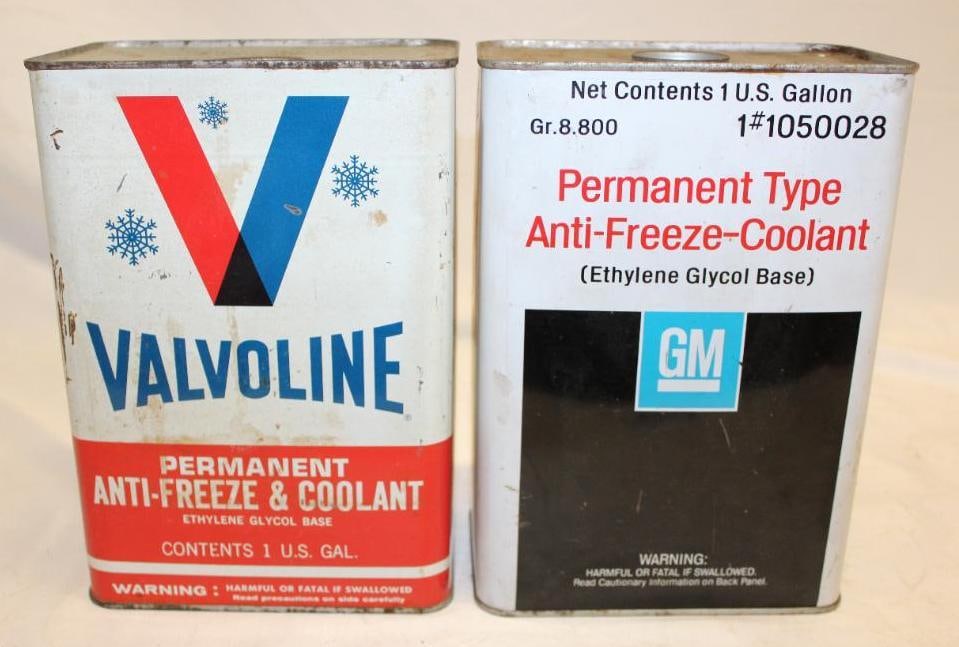 VALVOLINE
PERMANENT
ANTI-FREEZE & COOLANT
ETHYLENE GLYCOL BASE
CONTENTS 1 U.S. GAL.
WARNING: HARMFUL OR FATAL IF SWALLOWED
Read precautions on side carefully
Net Contents 1 U.S. Gallon
Gr.8.800 1#1050028
Permanent Type
Anti-Freeze-Coolant
(Ethylene Glycol Base)
GM
WARNING:
HARMFUL OR FATAL IF SWALLOWED.
Read Cautionary Information on Back Panel.